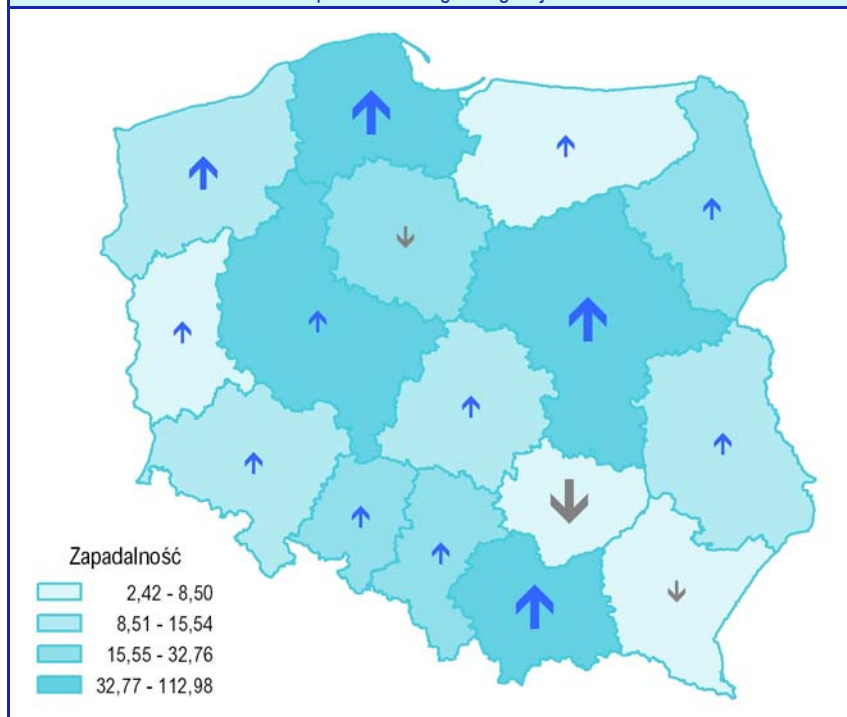 Zapadalność
2,42 - 8,50
8,51 - 15,54
15,55 - 32,76
32,77 - 112,98